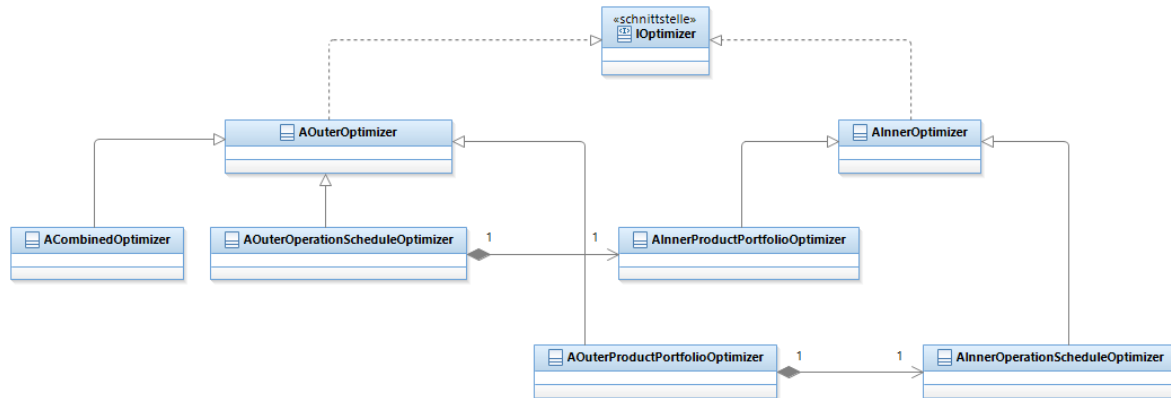 «schnittstelle»
IOptimizer
AOuterOptimizer
AInnerOptimizer
ACombinedOptimizer
AOuterOperationScheduleOptimizer
1
1
AInnerProductPortfolioOptimizer
AOuterProductPortfolioOptimizer
1
1
AInnerOperationScheduleOptimizer